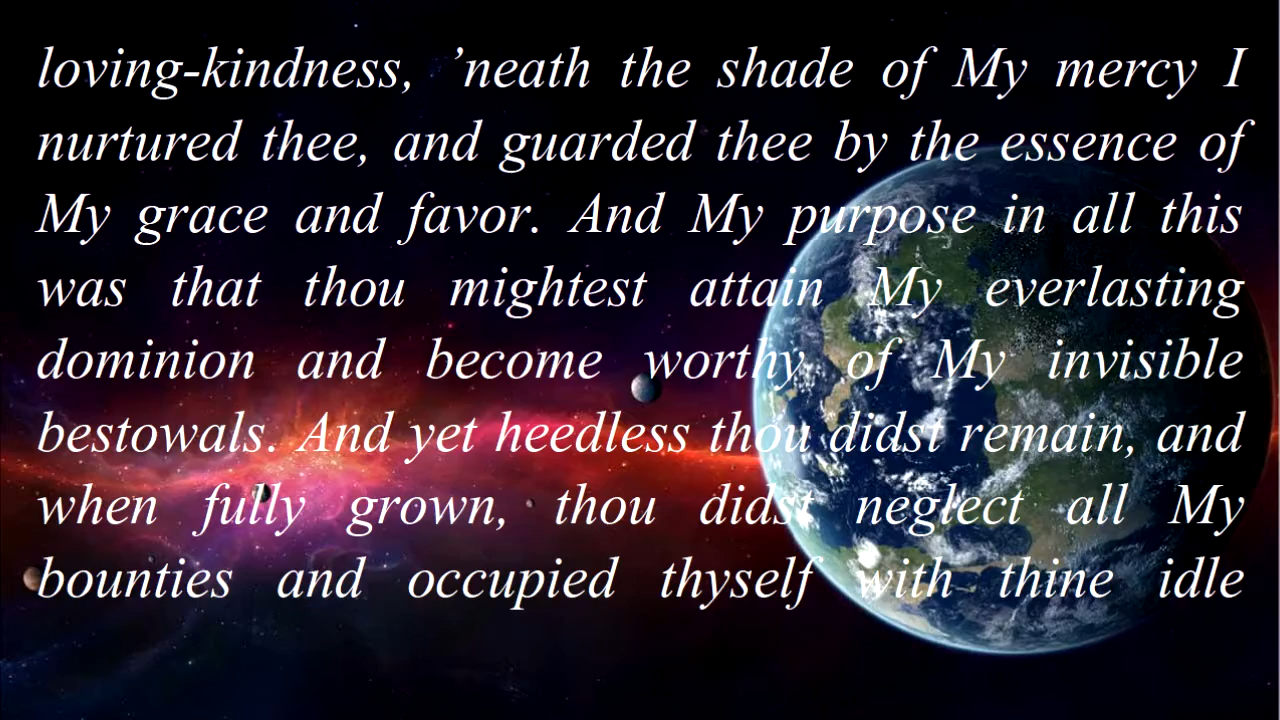 loving-kindness, ’neath the shade of My mercy I
nurtured thee, and guarded thee by the essence of
My grace and favor. And My purpose in all this
was that thou mightest attain My everlasting
dominion and become worthy of My invisible
bestowals. And yet heedless thou didst remain, and
when fully grown, thou didst neglect all My
bounties and occupied thyself with thine idle